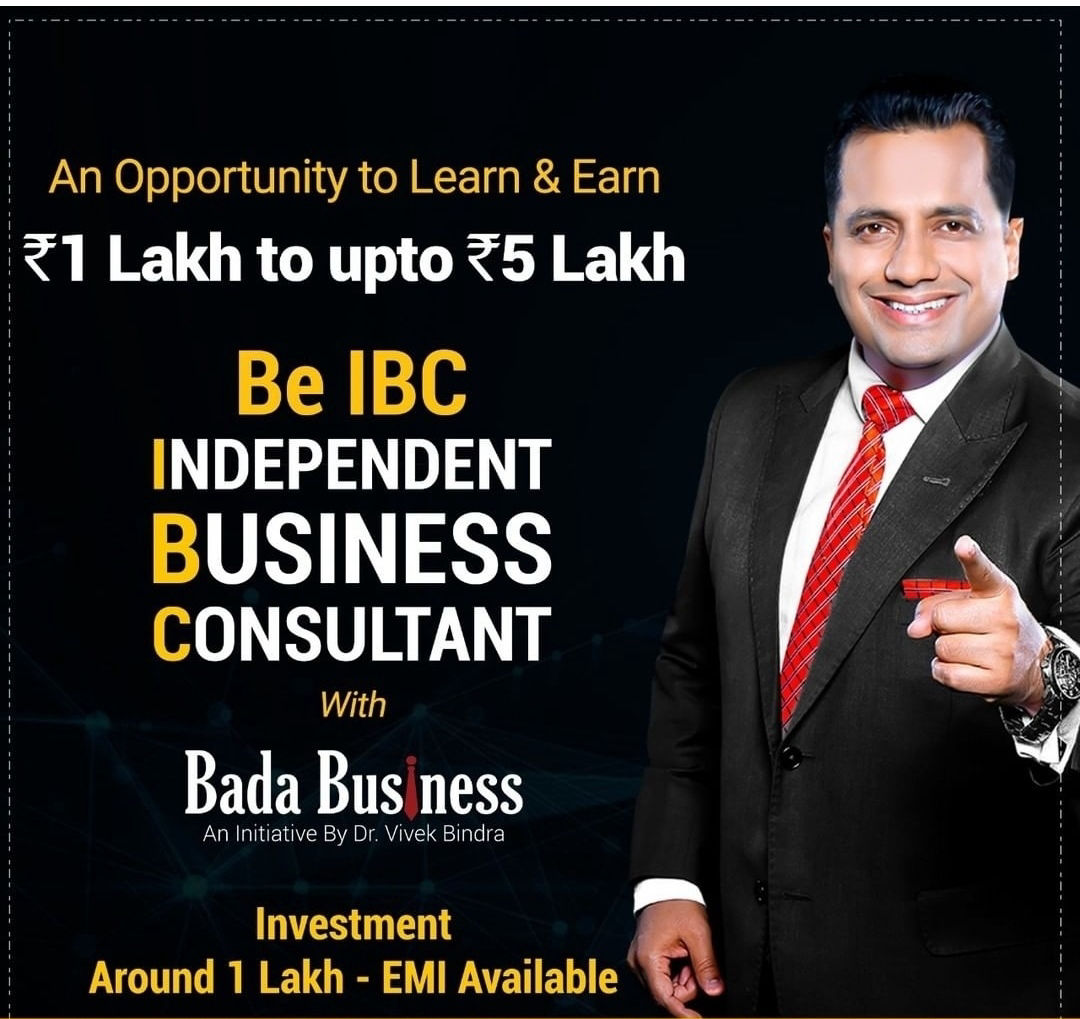 An Opportunity to Learn & Earn
₹1 Lakh to upto ₹5 Lakh
Be IBC
INDEPENDENT
BUSINESS
CONSULTANT
With
Bada Business
An Initiative By Dr. Vivek Bindra
Investment
Around 1 Lakh - EMI Available